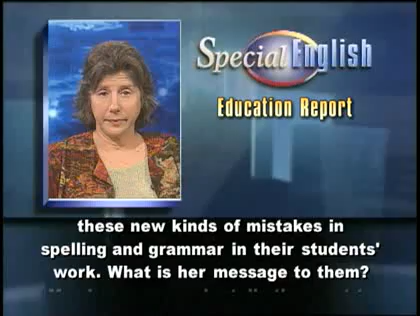 Special English
Education Report
these new kinds of mistakes in
spelling and grammar in their students'
work. What is her message to them?